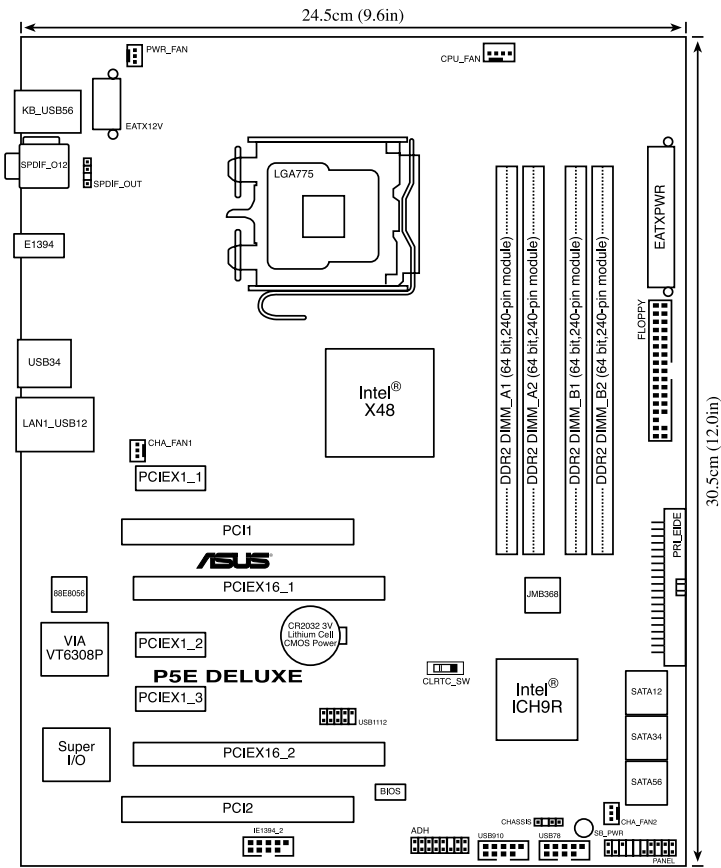 24.5cm (9.6in)
PWR_FAN
CPU_FAN
KB_USB56
EATX12V
SPDIF_O12
SPDIF_OUT
LGA775
EATXPWR
E1394
DDR2 DIMM_A1 (64 bit,240-pin module)
DDR2 DIMM_A2 (64 bit,240-pin module)
DDR2 DIMM_B1 (64 bit,240-pin module)
DDR2 DIMM_B2 (64 bit,240-pin module)
FLOPPY
USB34
Intel®
X48
LAN1_USB12
30.5cm (12.0in)
CHA_FAN1
PCIEX1_1
PCI1
PRI_EIDE
ASUS
PCIEX16_1
88E8056
JMB368
CR2032 3V
Lithium Cell
CMOS Power
VIA
VT6308P
PCIEX1_2
P5E DELUXE
CLRTC_SW
Intel®
ICH9R
SATA12
PCIEX1_3
USB1112
Super
I/O
SATA34
PCIEX16_2
SATA56
BIOS
PCI2
CHASSIS
CHA_FAN2
IE1394_2
ADH
USB910
USB78
SB_PWR
PANEL